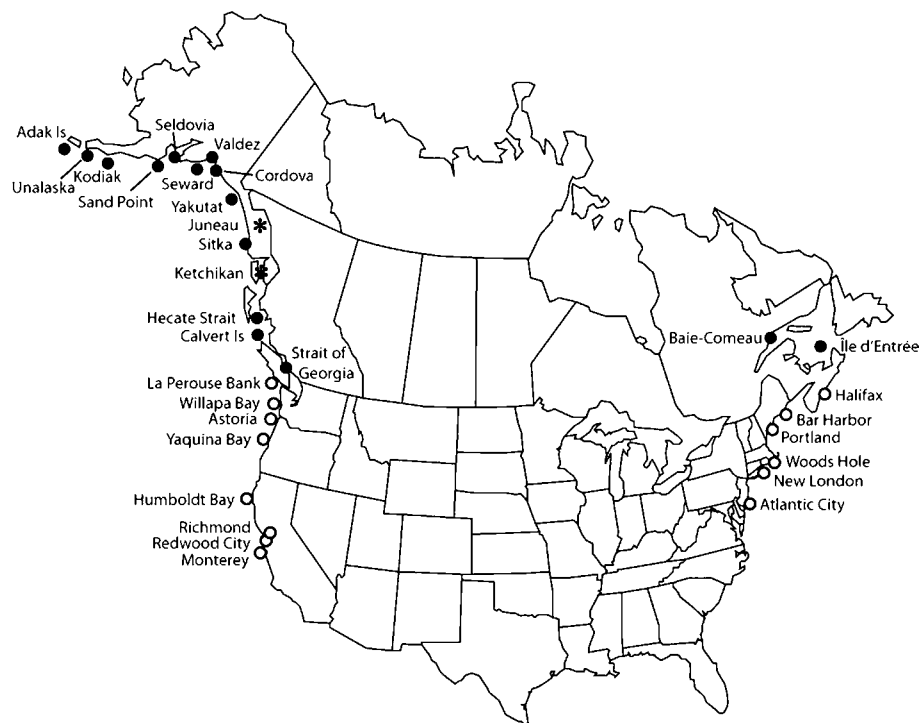 Seldovia
Adak Is
Valdez
Cordova
Unalaska
Kodiak
Seward
Sand Point
Yakutat
Juneau
Sitka
Ketchikan
Hecate Strait
Calvert Is
Strait of
Georgia
Baie-Comeau
Île d'Entrée
La Perouse Bank
Halifax
Willapa Bay
Bar Harbor
Astoria
Portland
Yaquina Bay
Woods Hole
New London
Humboldt Bay
Atlantic City
Richmond
Redwood City
Monterey